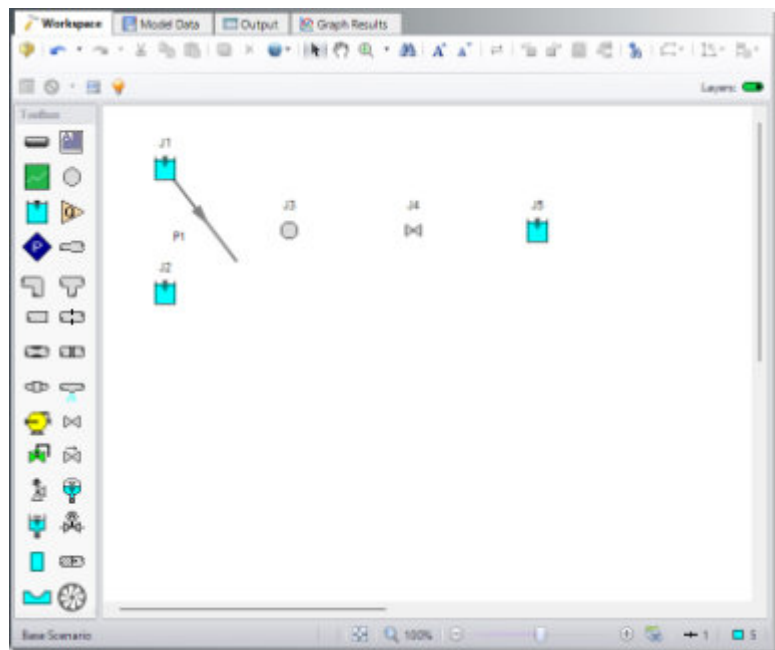 Workspace Model Data Output Graph Results
A A
Layers:
Toolbox
J1
J3 J4 J5
P1
J2
P
Base Scenario 100% 1 5